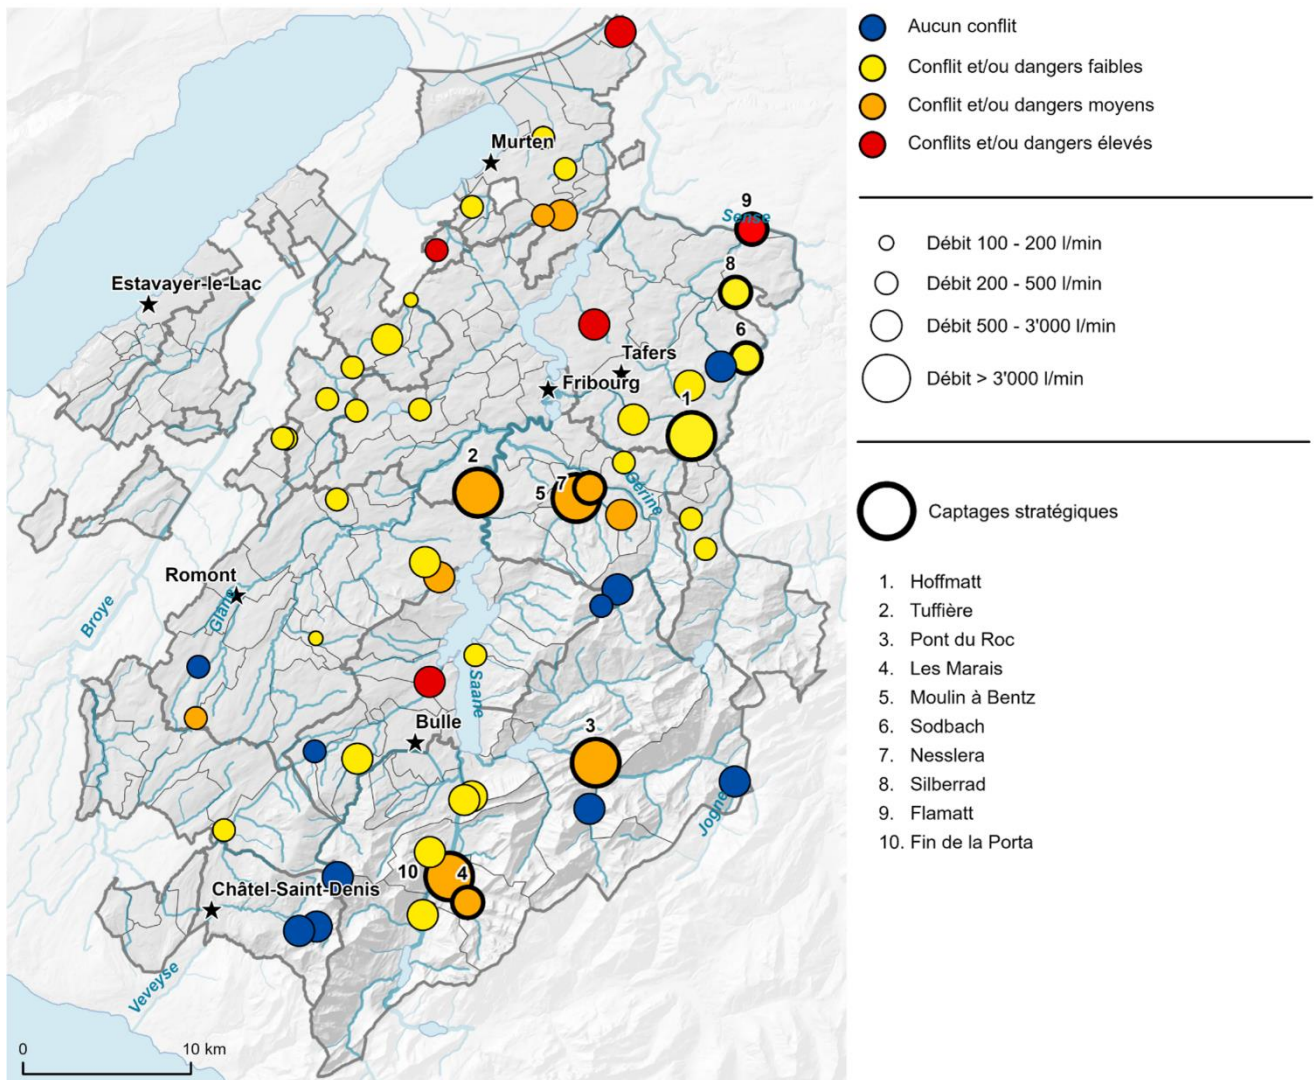 Murten
9
Sense
Estavayer-le-Lac
8
6
Tafers
Fribourg
1
2
5
7
Gérine
Romont
Glâne
Broye
Saane
Bulle
3
Jogne
10
4
Châtel-Saint-Denis
Veveyse
0
10 km
Aucun conflit
Conflit et/ou dangers faibles
Conflit et/ou dangers moyens
Conflits et/ou dangers élevés
Débit 100 - 200 l/min
Débit 200 - 500 l/min
Débit 500 - 3'000 l/min
Débit > 3'000 l/min
Captages stratégiques
1. Hoffmatt
2. Tuffière
3. Pont du Roc
4. Les Marais
5. Moulin à Bentz
6. Sodbach
7. Nesslera
8. Silberrad
9. Flamatt
10. Fin de la Porta